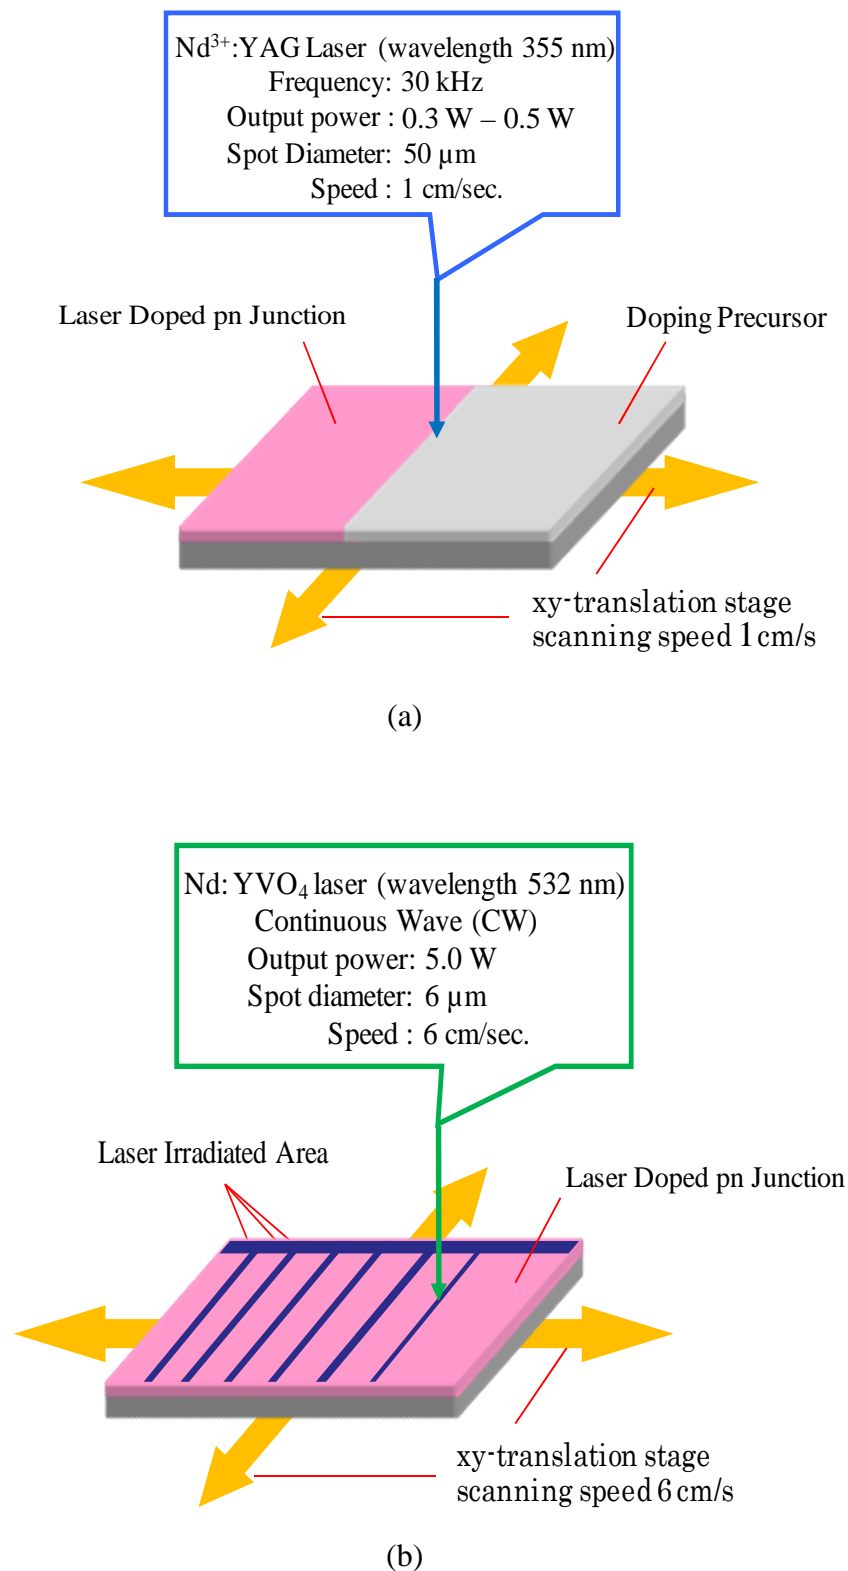 Nd³⁺:YAG Laser (wavelength 355 nm)
Frequency: 30 kHz
Output power : 0.3 W – 0.5 W
Spot Diameter: 50 µm
Speed : 1 cm/sec.
Laser Doped pn Junction
Doping Precursor
xy-translation stage
scanning speed 1 cm/s
(a)
Nd: YVO₄ laser (wavelength 532 nm)
Continuous Wave (CW)
Output power: 5.0 W
Spot diameter: 6 µm
Speed : 6 cm/sec.
Laser Irradiated Area
Laser Doped pn Junction
xy-translation stage
scanning speed 6 cm/s
(b)